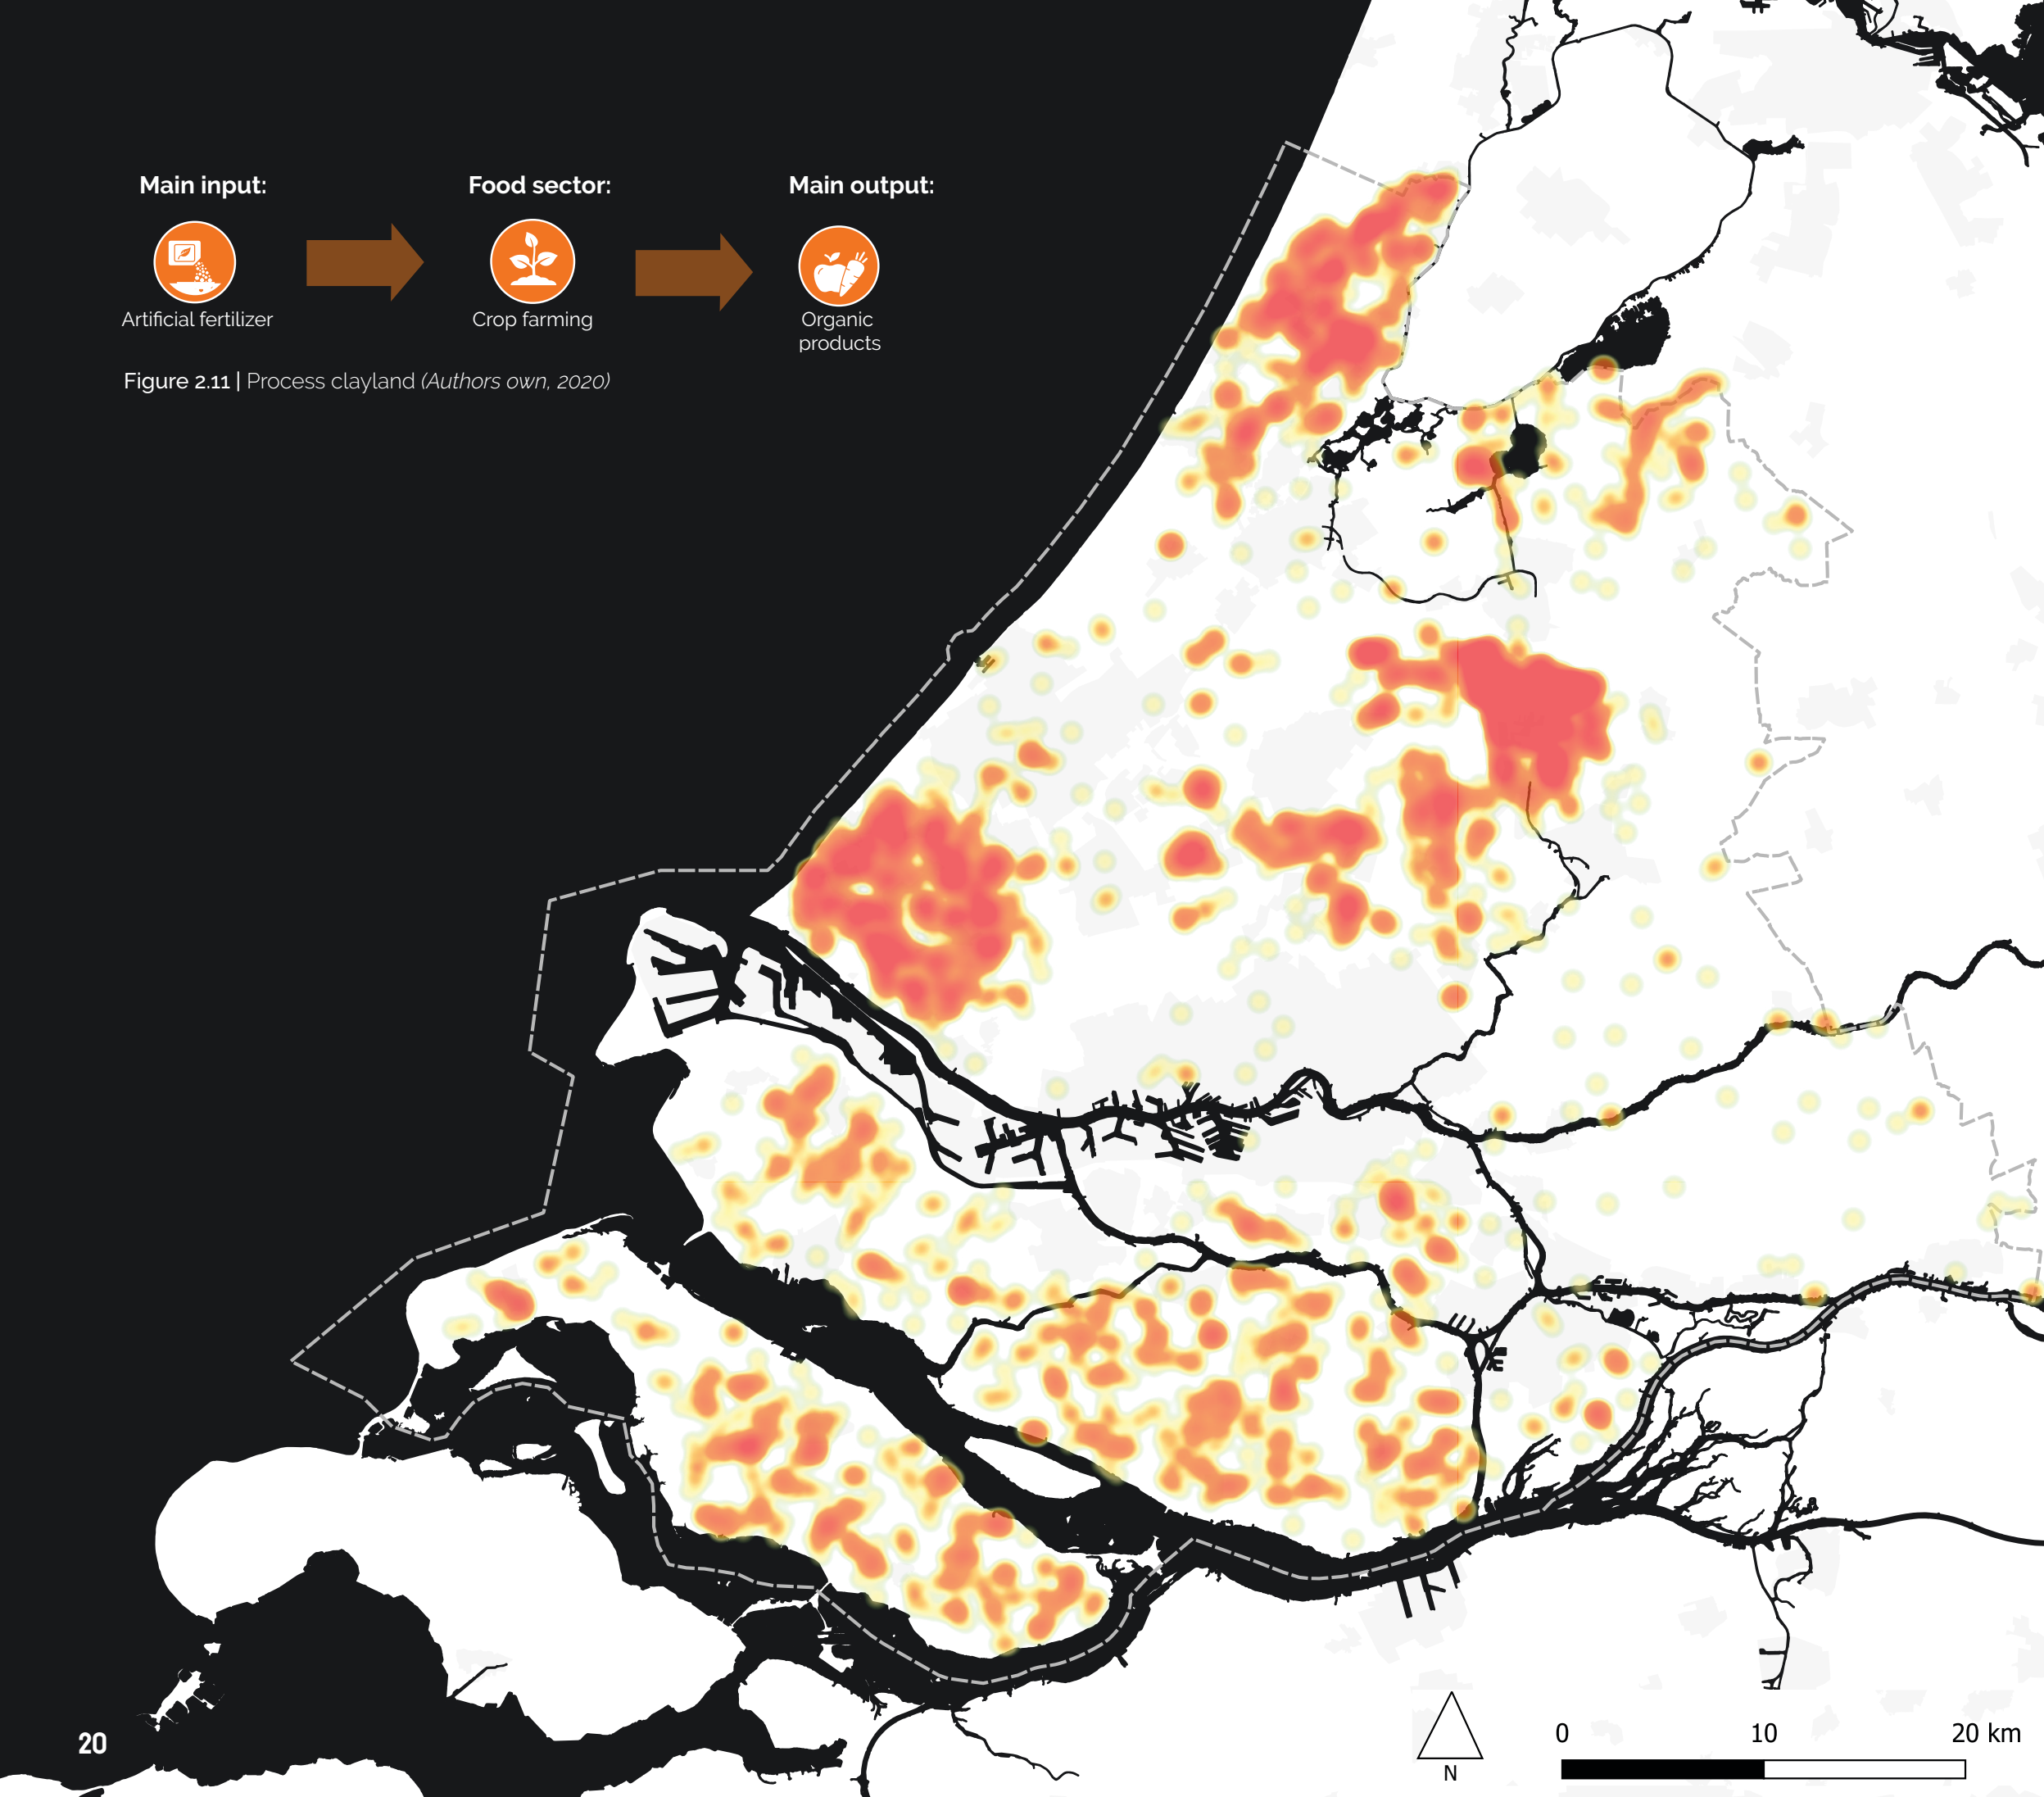 Main input:
Food sector:
Main output:
Artificial fertilizer
Crop farming
Organic
products
Figure 2.11 | Process clayland (Authors own, 2020)
20
N
0 10 20 km